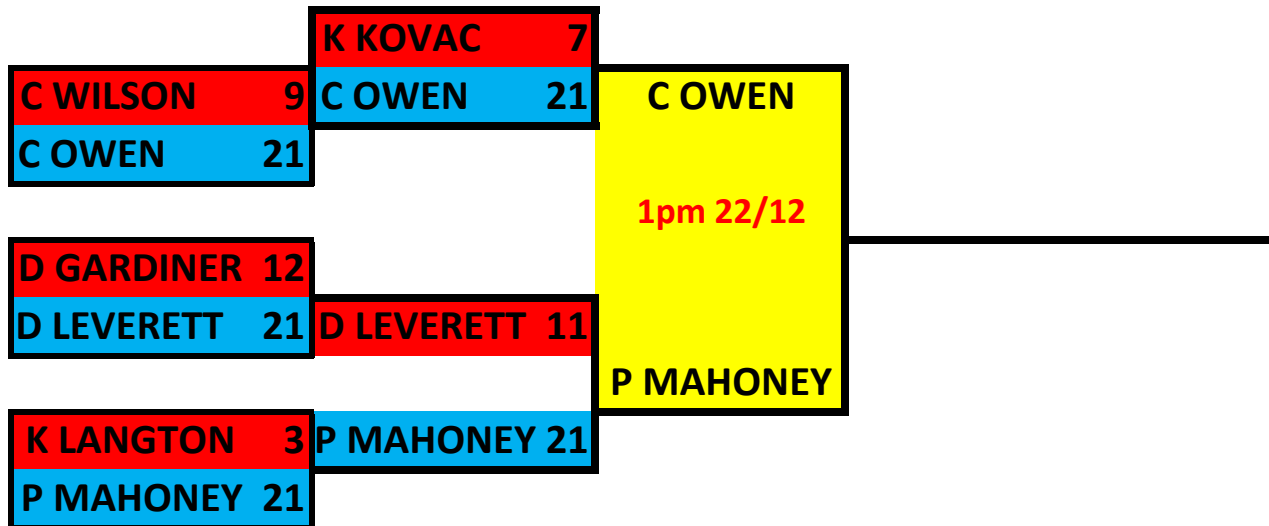 K KOVAC 7
C OWEN 21
C WILSON 9
C OWEN 21
D GARDINER 12
D LEVERETT 21
D LEVERETT 11
P MAHONEY 21
K LANGTON 3
P MAHONEY 21
C OWEN
1pm 22/12
P MAHONEY